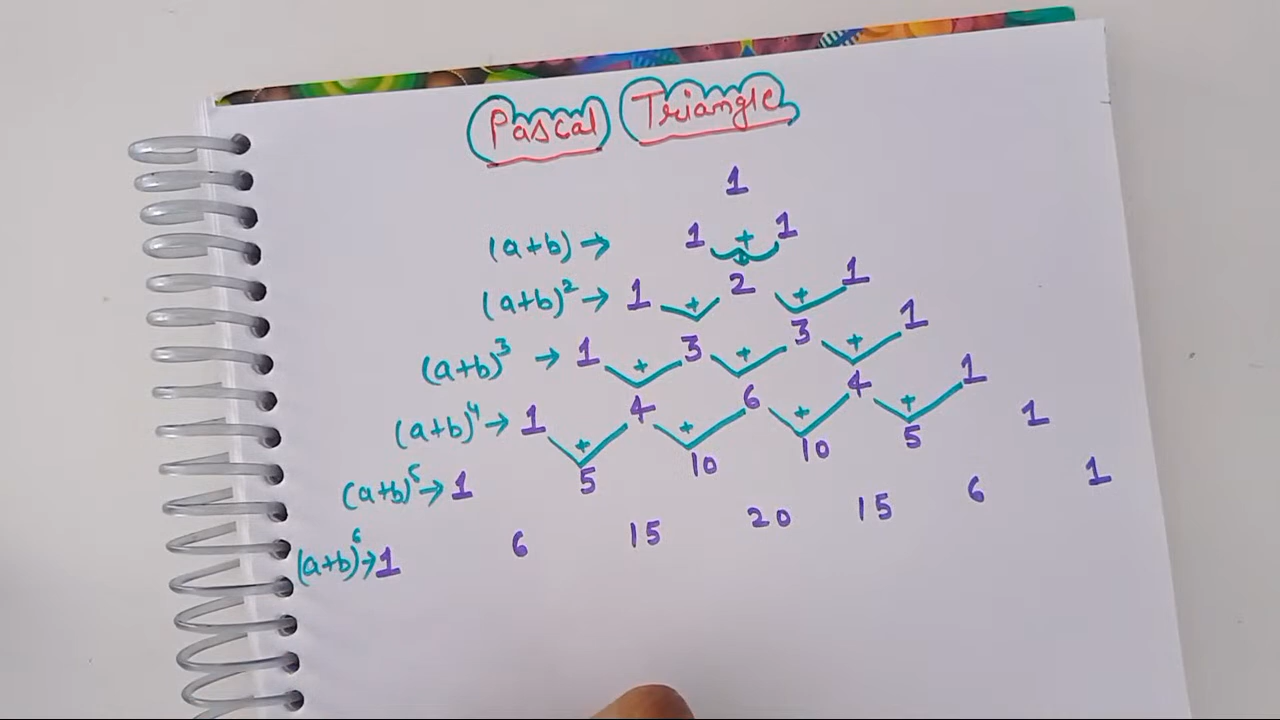 Pascal Triangle
1
(a+b) → 1 + 1
(a+b)² → 1 + 2 + 1
(a+b)³ → 1 + 3 + 3 + 1
(a+b)⁴ → 1 + 4 + 6 + 4 + 1
(a+b)⁵ → 1 5 10 10 5 1
(a+b)⁶ → 1 6 15 20 15 6 1